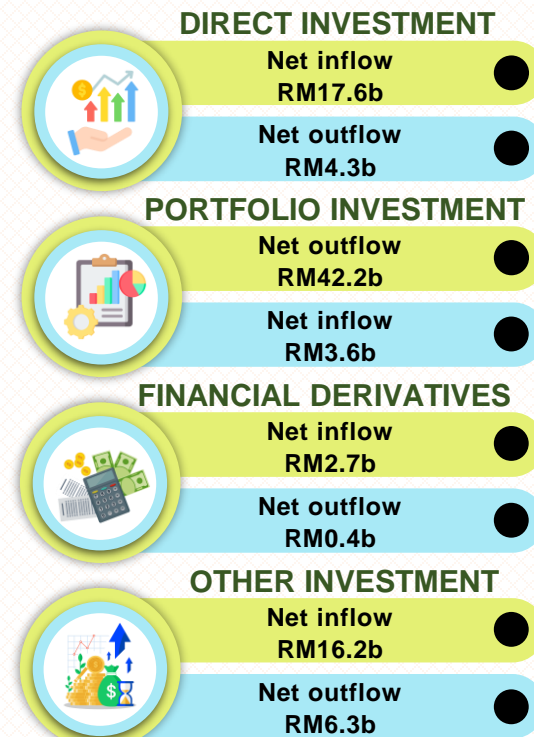 DIRECT INVESTMENT
Net inflow
RM17.6b
Net outflow
RM4.3b
PORTFOLIO INVESTMENT
Net outflow
RM42.2b
Net inflow
RM3.6b
FINANCIAL DERIVATIVES
Net inflow
RM2.7b
Net outflow
RM0.4b
OTHER INVESTMENT
Net inflow
RM16.2b
Net outflow
RM6.3b